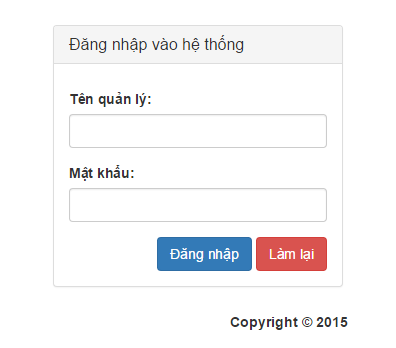 Đăng nhập vào hệ thống
Tên quản lý:
Mật khẩu:
Đăng nhập Làm lại
Copyright © 2015